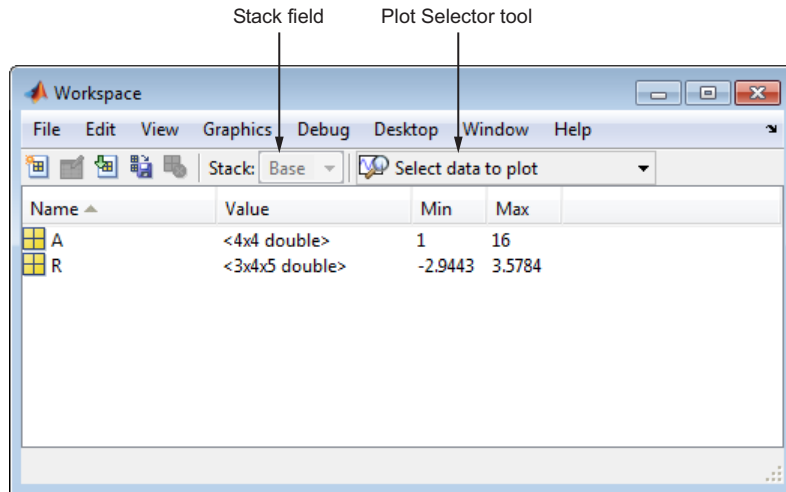 Stack field Plot Selector tool
Workspace
File Edit View Graphics Debug Desktop Window Help
Stack: Base Select data to plot
Name Value Min Max
A <4x4 double> 1 16
R <3x4x5 double> -2.9443 3.5784